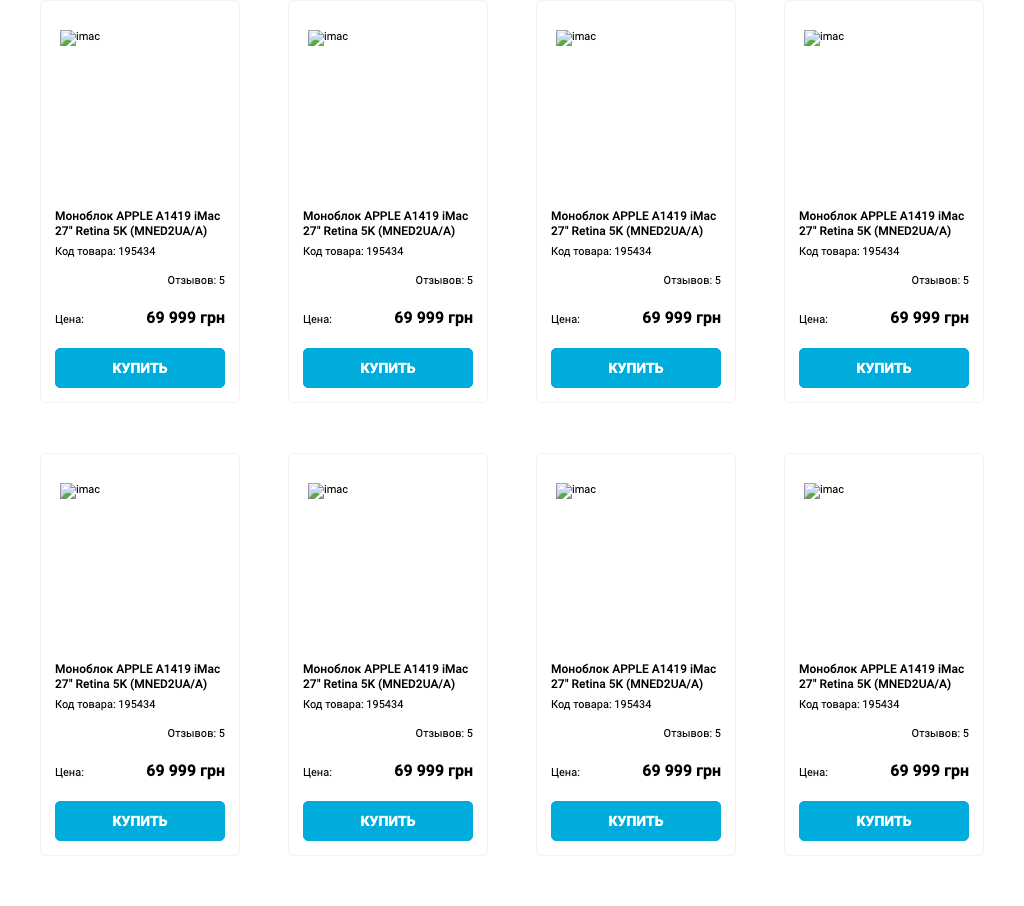 imac
imac
imac
imac
Моноблок APPLE A1419 iMac
27" Retina 5K (MNED2UA/A)
Код товара: 195434
Отзывов: 5
Цена: 69 999 грн
КУПИТЬ
Моноблок APPLE A1419 iMac
27" Retina 5K (MNED2UA/A)
Код товара: 195434
Отзывов: 5
Цена: 69 999 грн
КУПИТЬ
Моноблок APPLE A1419 iMac
27" Retina 5K (MNED2UA/A)
Код товара: 195434
Отзывов: 5
Цена: 69 999 грн
КУПИТЬ
Моноблок APPLE A1419 iMac
27" Retina 5K (MNED2UA/A)
Код товара: 195434
Отзывов: 5
Цена: 69 999 грн
КУПИТЬ
imac
imac
imac
imac
Моноблок APPLE A1419 iMac
27" Retina 5K (MNED2UA/A)
Код товара: 195434
Отзывов: 5
Цена: 69 999 грн
КУПИТЬ
Моноблок APPLE A1419 iMac
27" Retina 5K (MNED2UA/A)
Код товара: 195434
Отзывов: 5
Цена: 69 999 грн
КУПИТЬ
Моноблок APPLE A1419 iMac
27" Retina 5K (MNED2UA/A)
Код товара: 195434
Отзывов: 5
Цена: 69 999 грн
КУПИТЬ
Моноблок APPLE A1419 iMac
27" Retina 5K (MNED2UA/A)
Код товара: 195434
Отзывов: 5
Цена: 69 999 грн
КУПИТЬ